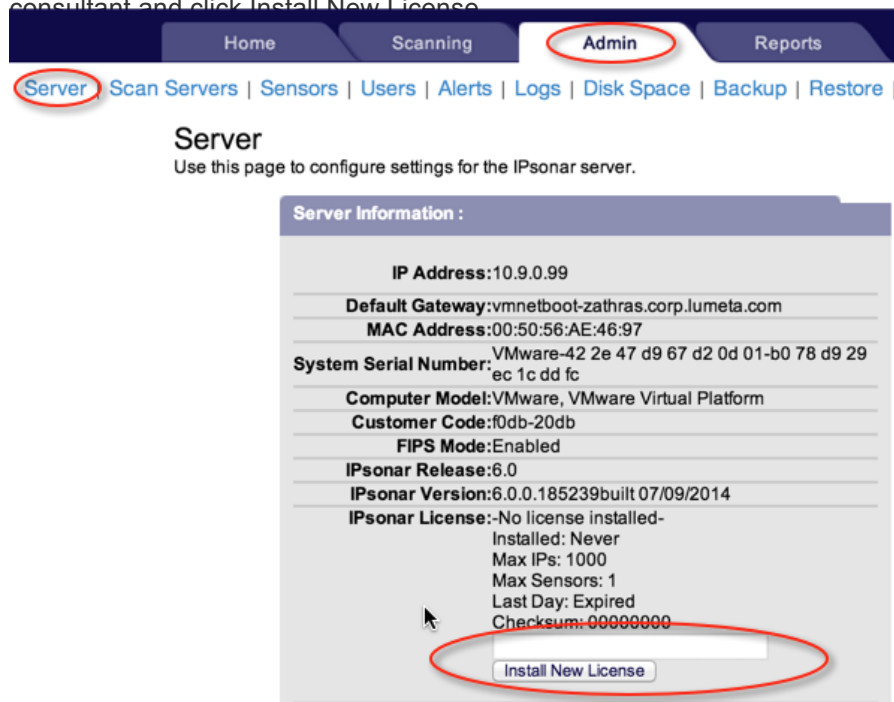 consultant and click Install New License
Home Scanning Admin Reports
Server | Scan Servers | Sensors | Users | Alerts | Logs | Disk Space | Backup | Restore |
Server
Use this page to configure settings for the IPsonar server.
Server Information :
IP Address:10.9.0.99
Default Gateway:vmnetboot-zathras.corp.lumeta.com
MAC Address:00:50:56:AE:46:97
System Serial Number:VMware-42 2e 47 d9 67 d2 0d 01-b0 78 d9 29
ec 1c dd fc
Computer Model:VMware, VMware Virtual Platform
Customer Code:f0db-20db
FIPS Mode:Enabled
IPsonar Release:6.0
IPsonar Version:6.0.0.185239built 07/09/2014
IPsonar License:-No license installed-
Installed: Never
Max IPs: 1000
Max Sensors: 1
Last Day: Expired
Checksum: 00000000
Install New License